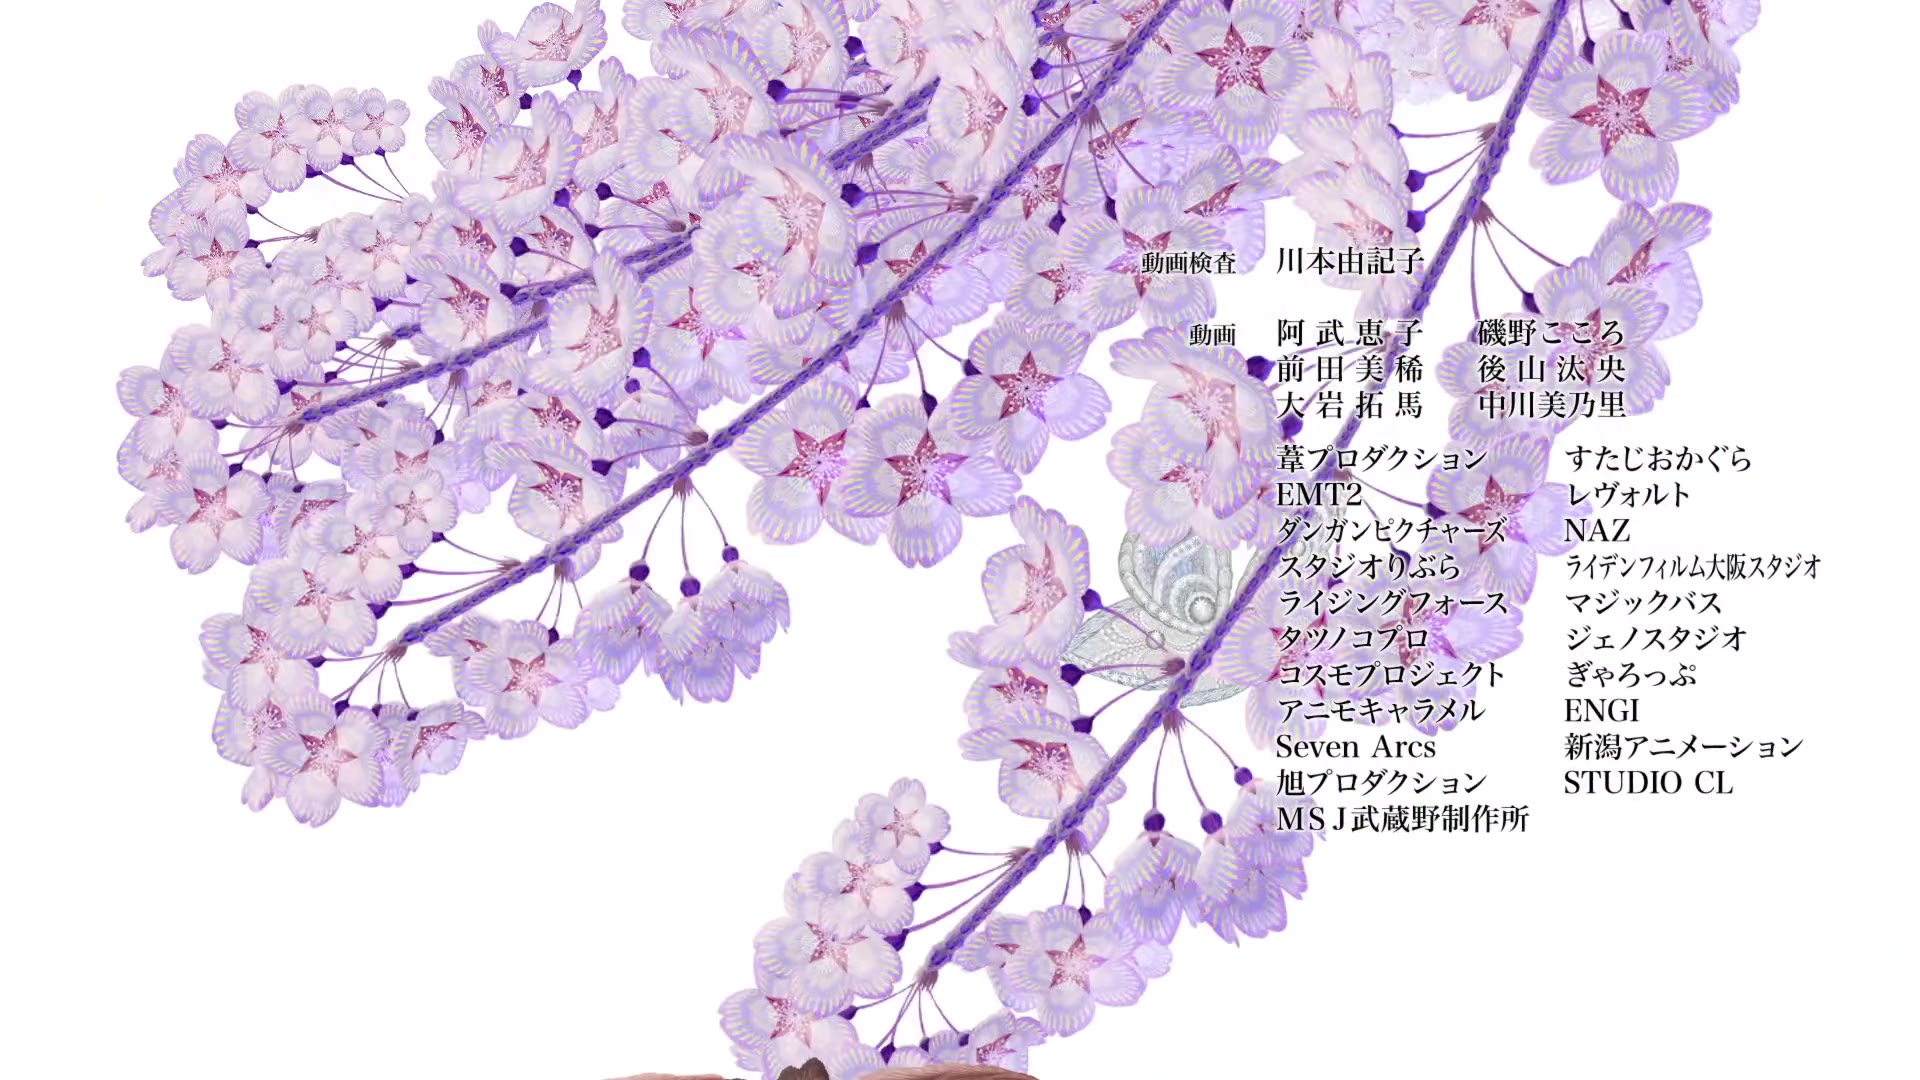 動画検査 川本由記子
動画 阿武恵子 磯野こころ
前田美稀 後山汰央
大岩拓馬 中川美乃里
葦プロダクション すたじおかぐら
EMT2 レヴォルト
ダンガンピクチャーズ NAZ
スタジオりぶら ライデンフィルム大阪スタジオ
ライジングフォース マジックバス
タツノコプロ ジェノスタジオ
コスモプロジェクト ぎゃろっぷ
アニモキャラメル ENGI
Seven Arcs 新潟アニメーション
旭プロダクション STUDIO CL
MSJ武蔵野制作所